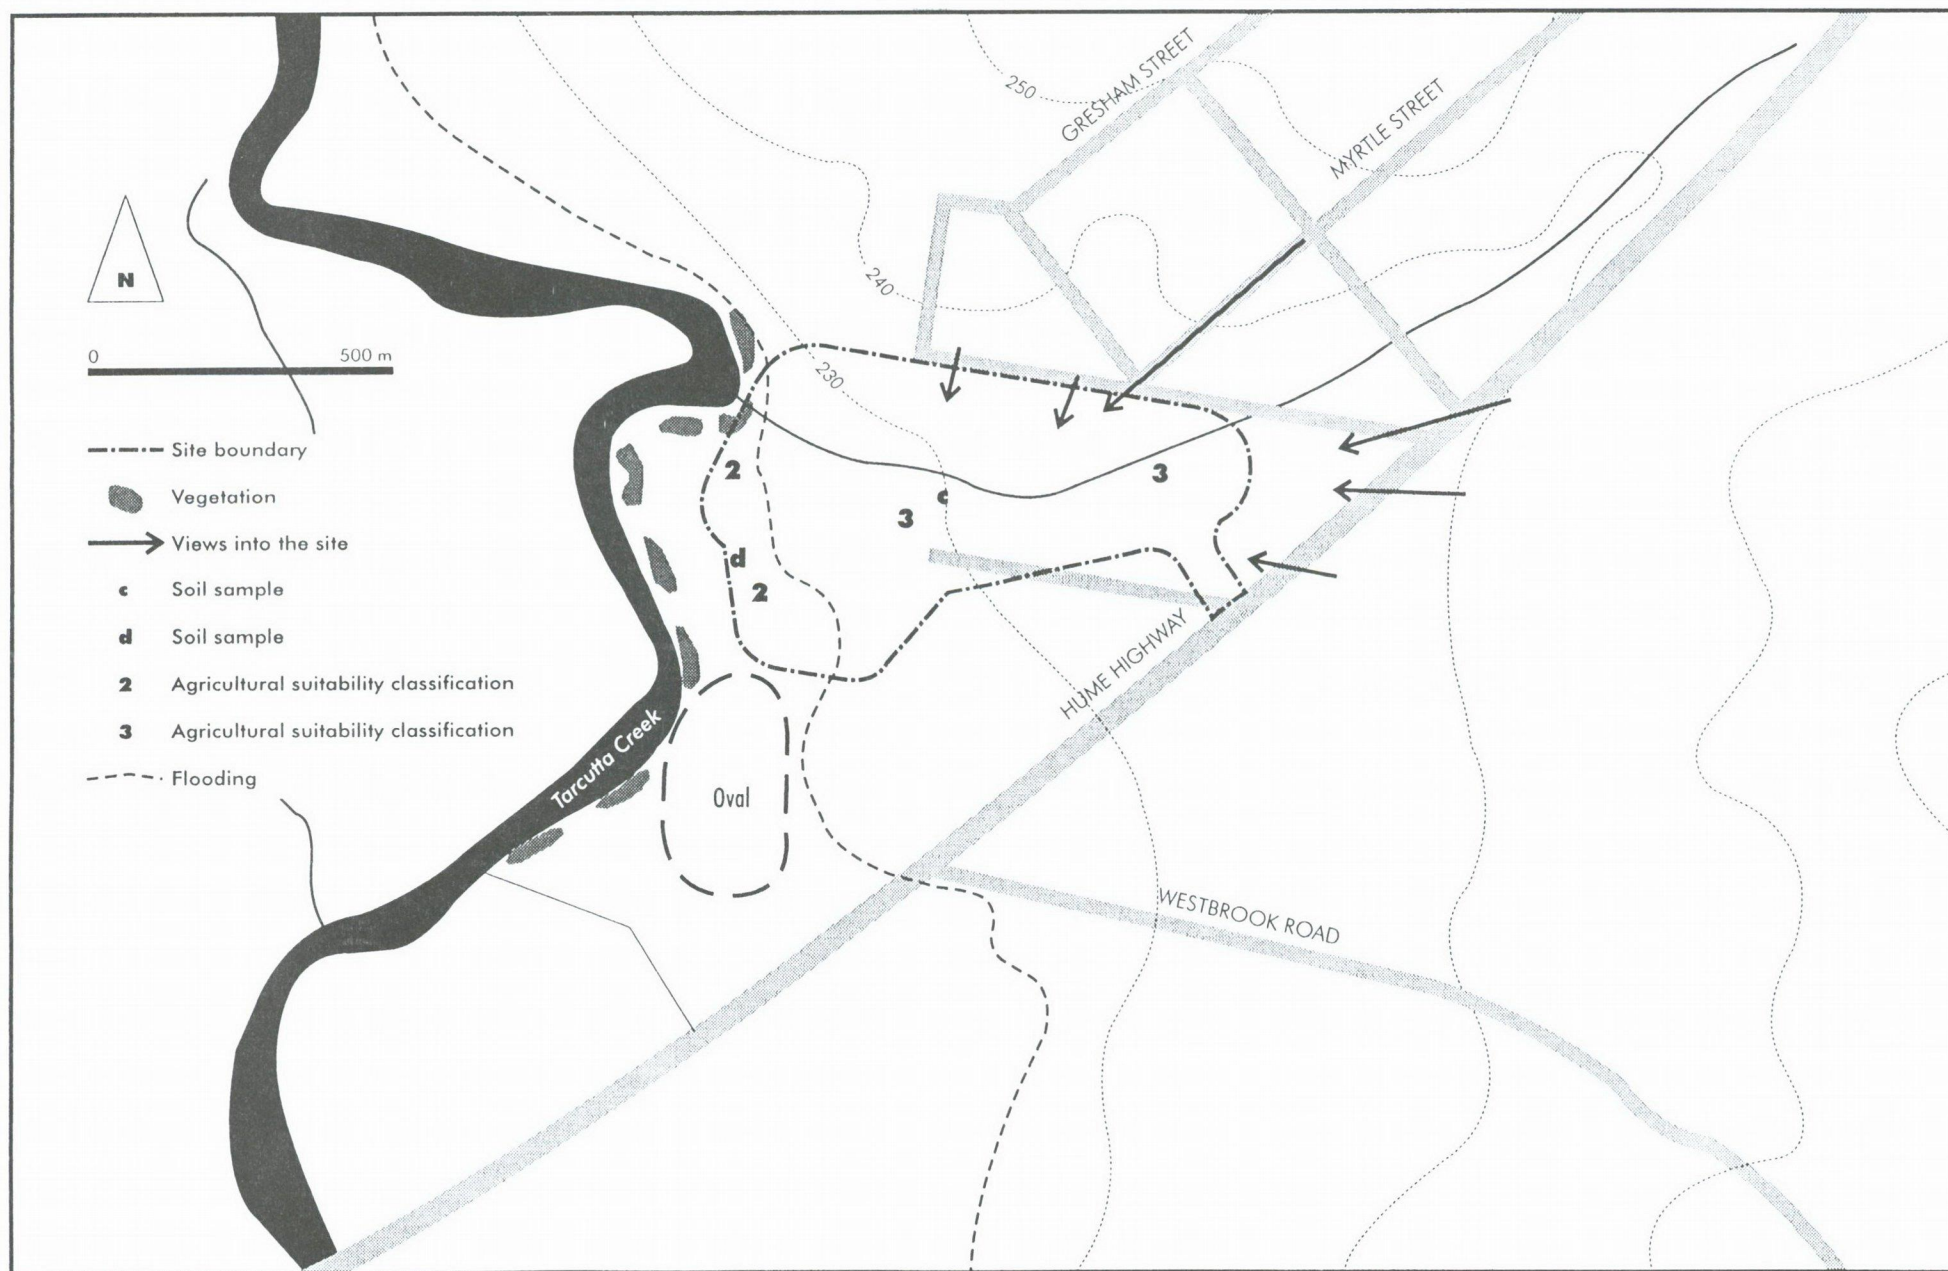 GRESHAM STREET
MYRTLE STREET
250
240
230
N
0 500 m
Site boundary
Vegetation
Views into the site
c Soil sample
d Soil sample
2 Agricultural suitability classification
3 Agricultural suitability classification
Flooding
2
3
c
3
d
2
HUME HIGHWAY
Tarcutta Creek
Oval
WESTBROOK ROAD